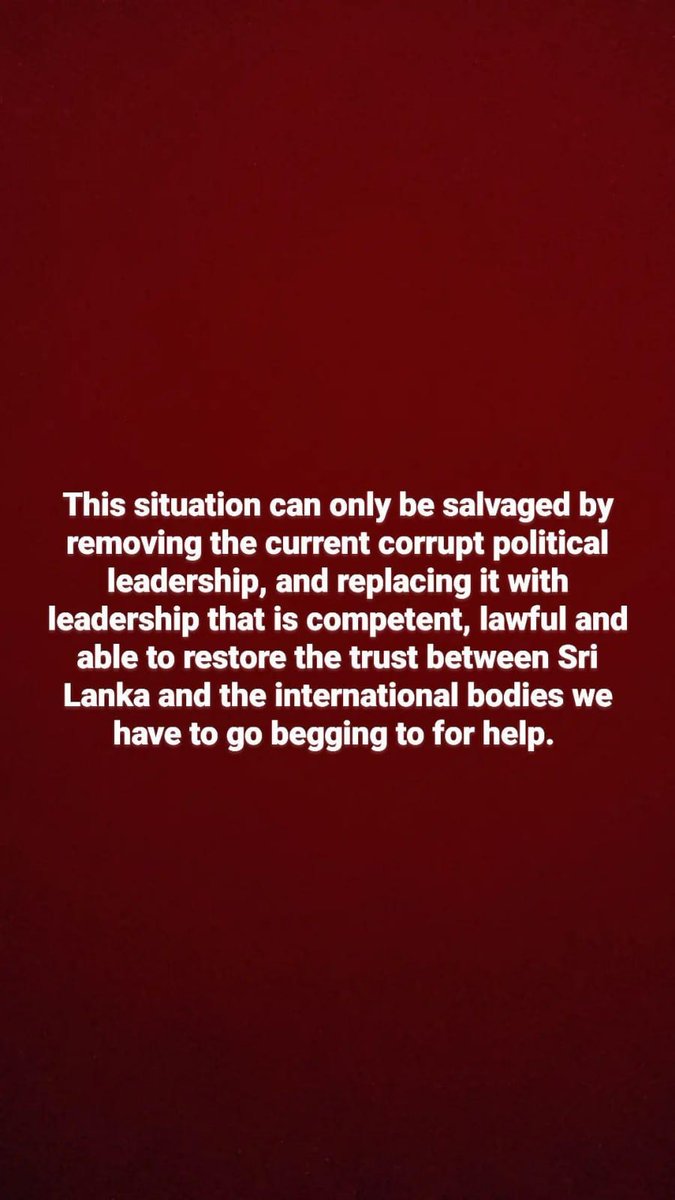 This situation can only be salvaged by
removing the current corrupt political
leadership, and replacing it with
leadership that is competent, lawful and
able to restore the trust between Sri
Lanka and the international bodies we
have to go begging to for help.